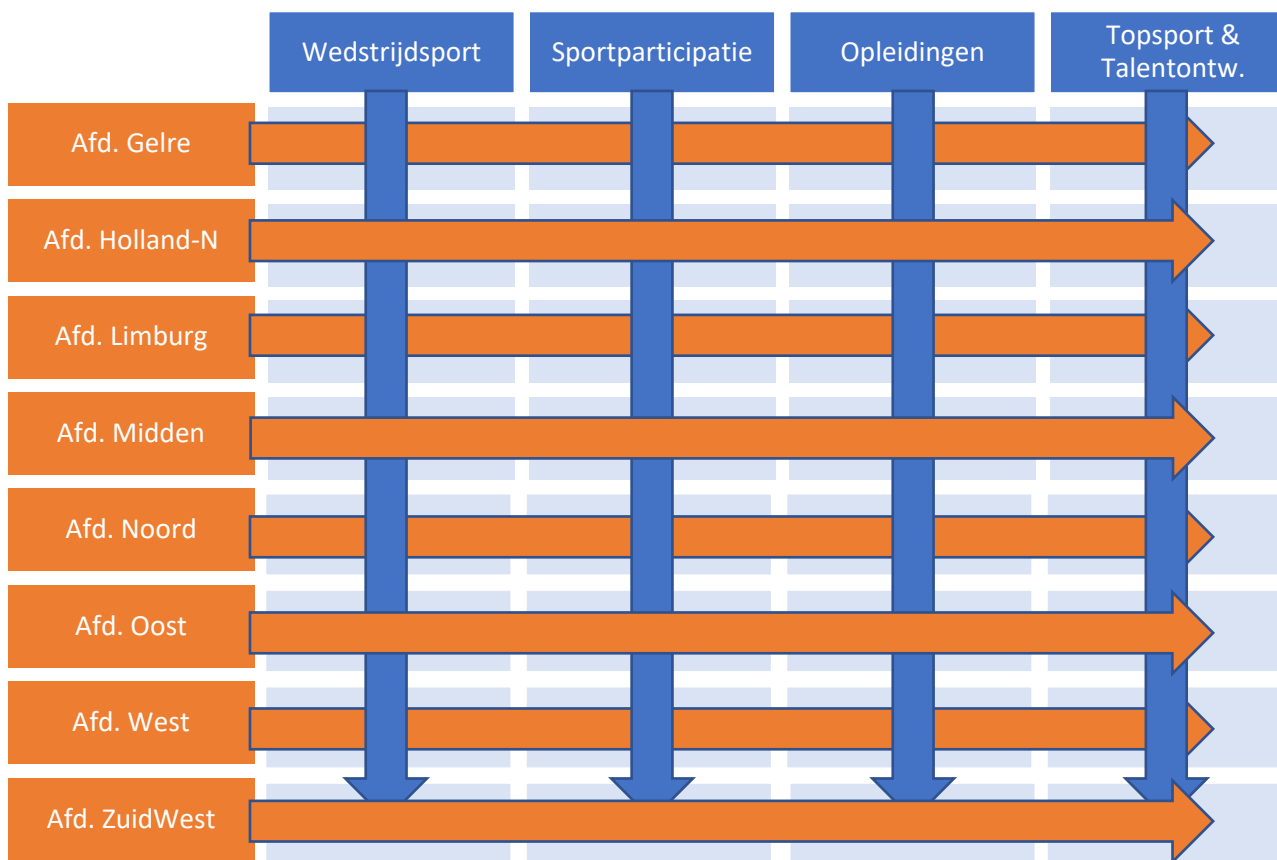 Wedstrijdsport
Sportparticipatie
Opleidingen
Topsport &
Talentontw.
Afd. Gelre
Afd. Holland-N
Afd. Limburg
Afd. Midden
Afd. Noord
Afd. Oost
Afd. West
Afd. ZuidWest